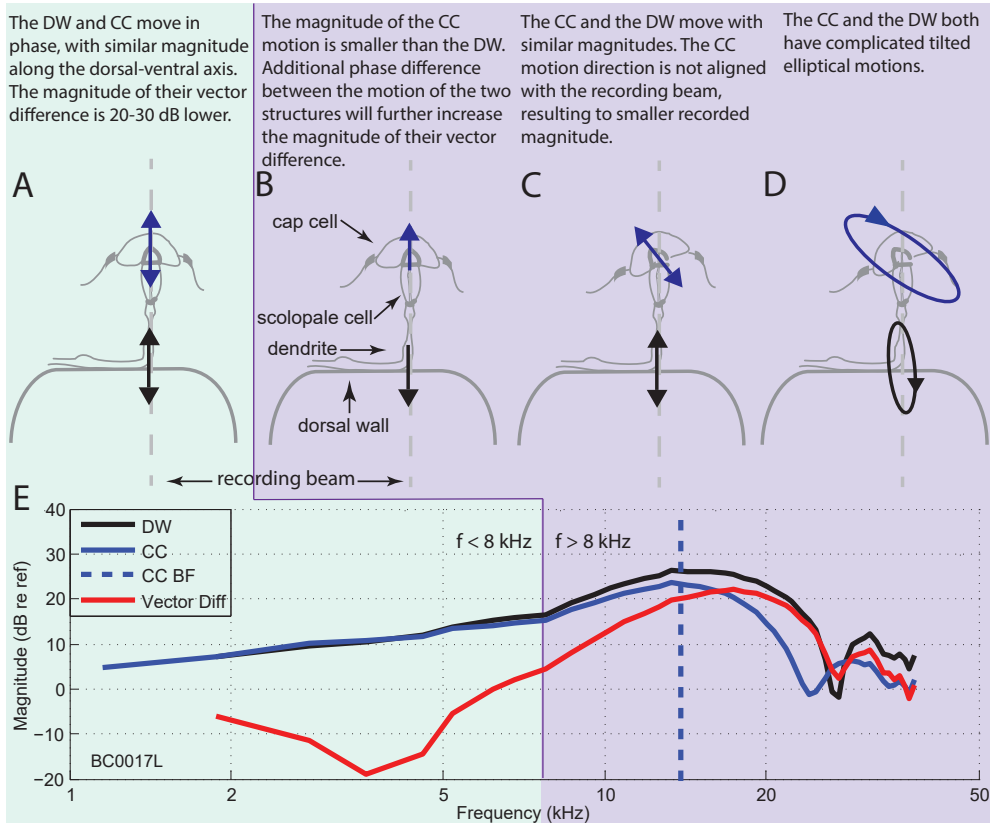 The DW and CC move in
phase, with similar magnitude
along the dorsal-ventral axis.
The magnitude of their vector
difference is 20-30 dB lower.
The magnitude of the CC
motion is smaller than the DW.
Additional phase difference
between the motion of the two
structures will further increase
the magnitude of their vector
difference.
The CC and the DW move with
similar magnitudes. The CC
motion direction is not aligned
with the recording beam,
resulting to smaller recorded
magnitude.
The CC and the DW both
have complicated tilted
elliptical motions.
A
B
C
D
cap cell
scolopale cell
dendrite
dorsal wall
recording beam
E
DW
CC
CC BF
Vector Diff
f < 8 kHz
f > 8 kHz
Magnitude (dB re ref)
40
30
20
10
0
−10
−20
BC0017L
1
2
5
10
20
50
Frequency (kHz)